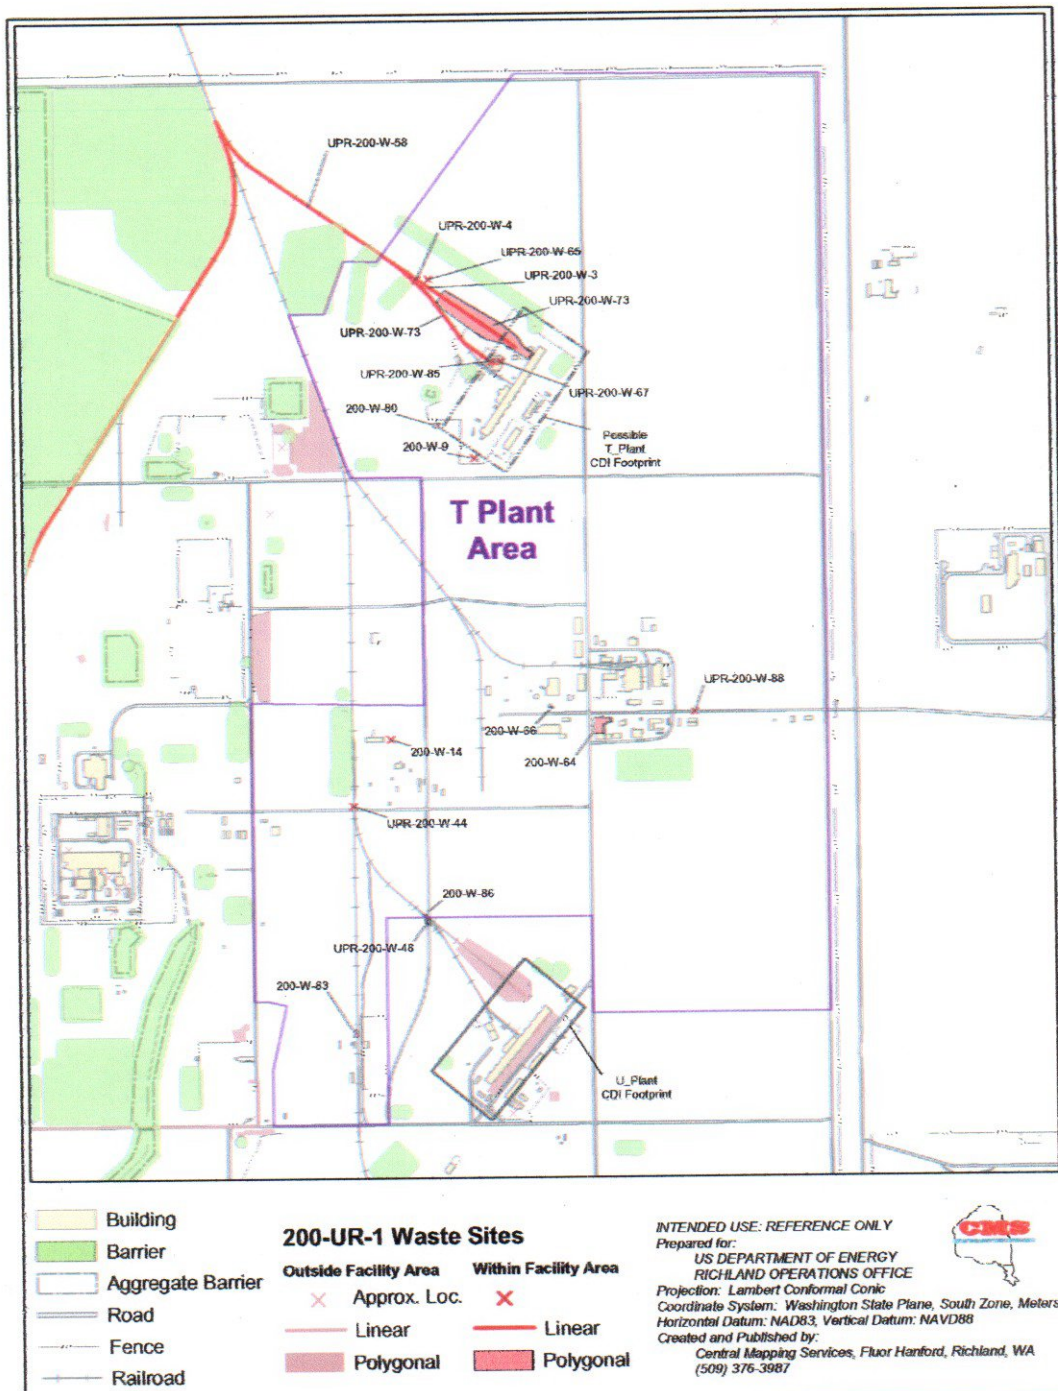 UPR-200-W-58
UPR-200-W-4
UPR-200-W-65
UPR-200-W-3
UPR-200-W-73
UPR-200-W-73
UPR-200-W-85
UPR-200-W-67
200-W-80
200-W-9
Possible
T_Plant
CDI Footprint
T Plant
Area
UPR-200-W-88
200-W-66
200-W-14
200-W-64
UPR-200-W-44
200-W-86
UPR-200-W-48
200-W-83
U_Plant
CDI Footprint
Building
Barrier
Aggregate Barrier
Road
Fence
Railroad
200-UR-1 Waste Sites
Outside Facility Area Within Facility Area
Approx. Loc.
Linear Linear
Polygonal Polygonal
INTENDED USE: REFERENCE ONLY
Prepared for:
US DEPARTMENT OF ENERGY
RICHLAND OPERATIONS OFFICE
Projection: Lambert Conformal Conic
Coordinate System: Washington State Plane, South Zone, Meters
Horizontal Datum: NAD83, Vertical Datum: NAVD88
Created and Published by:
Central Mapping Services, Fluor Hanford, Richland, WA
(509) 376-3987
CMS